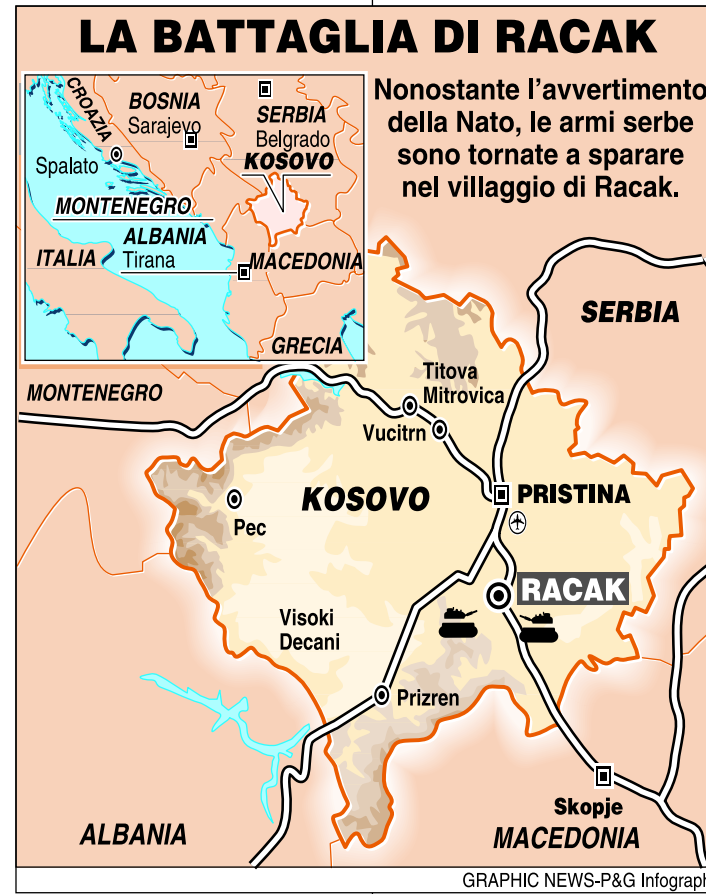 LA BATTAGLIA DI RACAK
Nonostante l'avvertimento
della Nato, le armi serbe
sono tornate a sparare
nel villaggio di Racak.
CROAZIA
BOSNIA
Sarajevo
SERBIA
Belgrado
KOSOVO
Spalato
MONTENEGRO
ALBANIA
Tirana
ITALIA
MACEDONIA
GRECIA
SERBIA
MONTENEGRO
Titova
Mitrovica
Vucitrn
KOSOVO
PRISTINA
Pec
RACAK
Visoki
Decani
Prizren
Skopje
ALBANIA
MACEDONIA
GRAPHIC NEWS-P&G Infograph